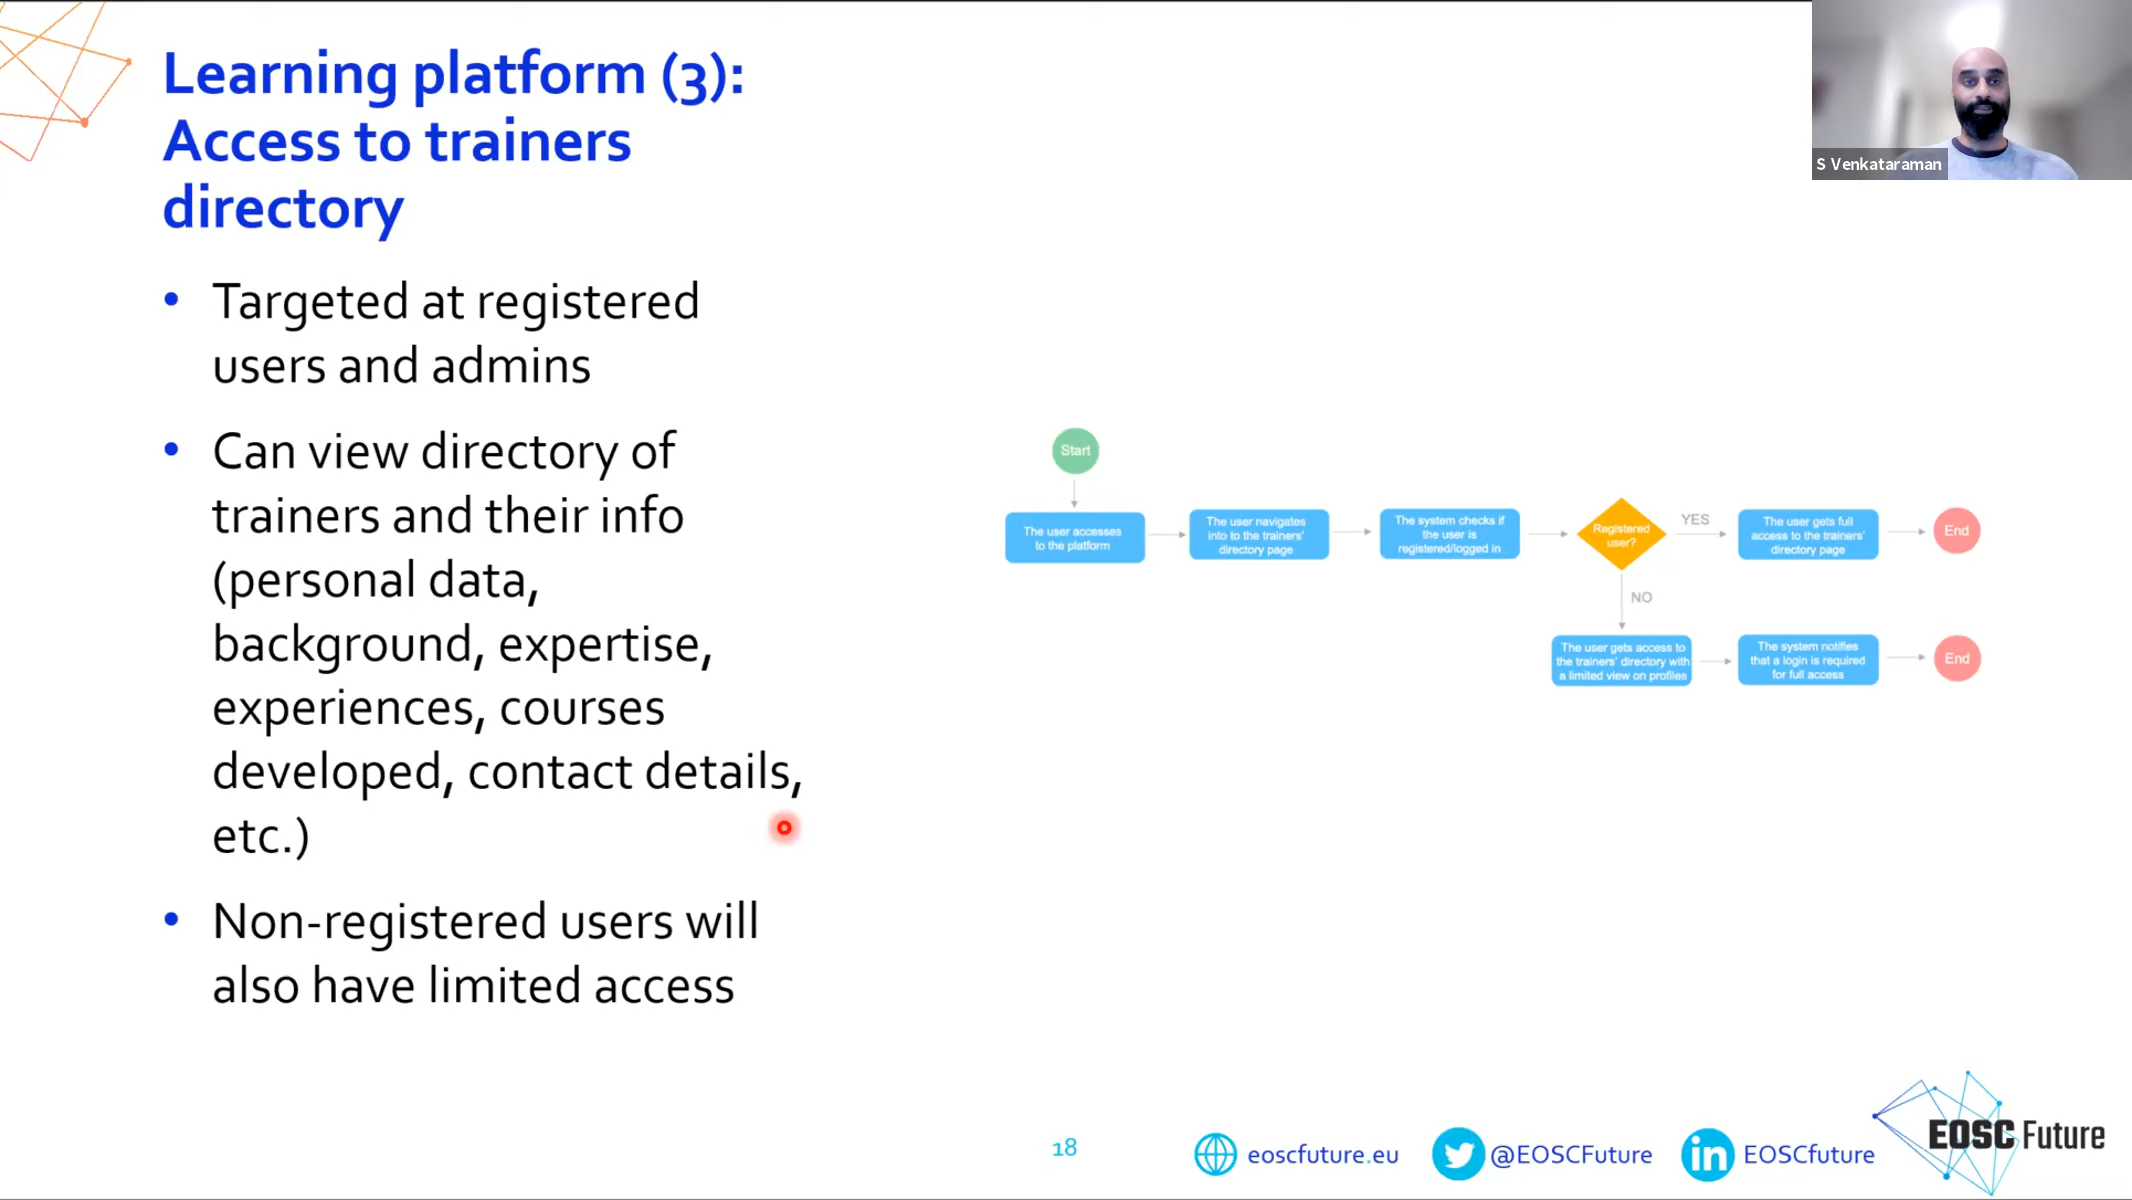 Learning platform (3):
Access to trainers
directory
S Venkataraman
• Targeted at registered
users and admins
• Can view directory of
trainers and their info
(personal data,
background, expertise,
experiences, courses
developed, contact details,
etc.)
• Non-registered users will
also have limited access
Start
The user accesses
to the platform
The user navigates
into to the trainers'
directory page
The system checks if
the user is
registered/logged in
Registered
user?
YES
The user gets full
access to the trainers'
directory page
End
NO
The user gets access to
the trainers' directory with
a limited view on profiles
The system notifies
that a login is required
for full access
End
18
eoscfuture.eu
@EOSCFuture
in
EOSCfuture
EOSC Future